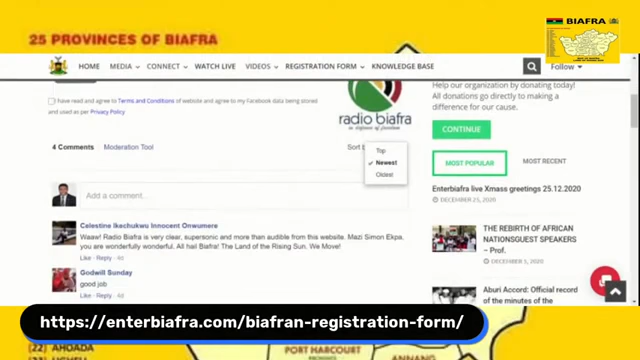 25 PROVINCES OF BIAFRA
BIAFRA
HOME MEDIA CONNECT WATCH LIVE VIDEOS REGISTRATION FORM KNOWLEDGE BASE
Follow
I have read and agree to Terms and Conditions of website and agree to my Facebook data being stored
and used as per Privacy Policy
radio biafra
4 Comments Moderation Tool
Sort b
Top
Newest
Oldest
Add a comment...
Celestine Ikechukwu Innocent Onwumere
Waaw! Radio Biafra is very clear, supersonic and more than audible from this website. Mazi Simon Ekpa.
you are wonderfully wonderful. All hail Biafra! The Land of the Rising Sun. We Move!
Like · Reply · 4d
Godwill Sunday
good job
Like · Reply · 4d
Help our organization by donating today!
All donations go directly to making a
difference for our cause.
CONTINUE
MOST POPULAR
MOST RECENT
Enterbiafra live Xmass greetings 25.12.2020
DECEMBER 25, 2020
THE REBIRTH OF AFRICAN
NATIONSGUEST SPEAKERS
– Prof.
DECEMBER 5, 2020
Aburi Accord: Official record
of the minutes of the
https://enterbiafra.com/biafran-registration-form/
[22] AHOADA
PORT HARCOURT
ANNANG